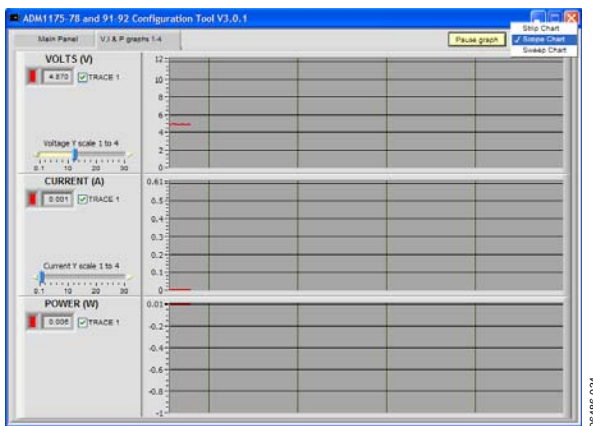 ADM1175-78 and 91-92 Configuration Tool V3.0.1
Main Panel
V,I & P graphs 1-4
Pause graph
Strip Chart
✓ Scope Chart
Sweep Chart
VOLTS (V)
4.870
TRACE 1
Voltage Y scale 1 to 4
0.1 10 20 30
12
10
8
6
4
2
0
CURRENT (A)
0.001
TRACE 1
Current Y scale 1 to 4
0.1 10 20 30
0.61
0.5
0.4
0.3
0.2
0.1
0
POWER (W)
0.006
TRACE 1
0.01
-0.2
-0.4
-0.6
-0.8
-1
06486-024